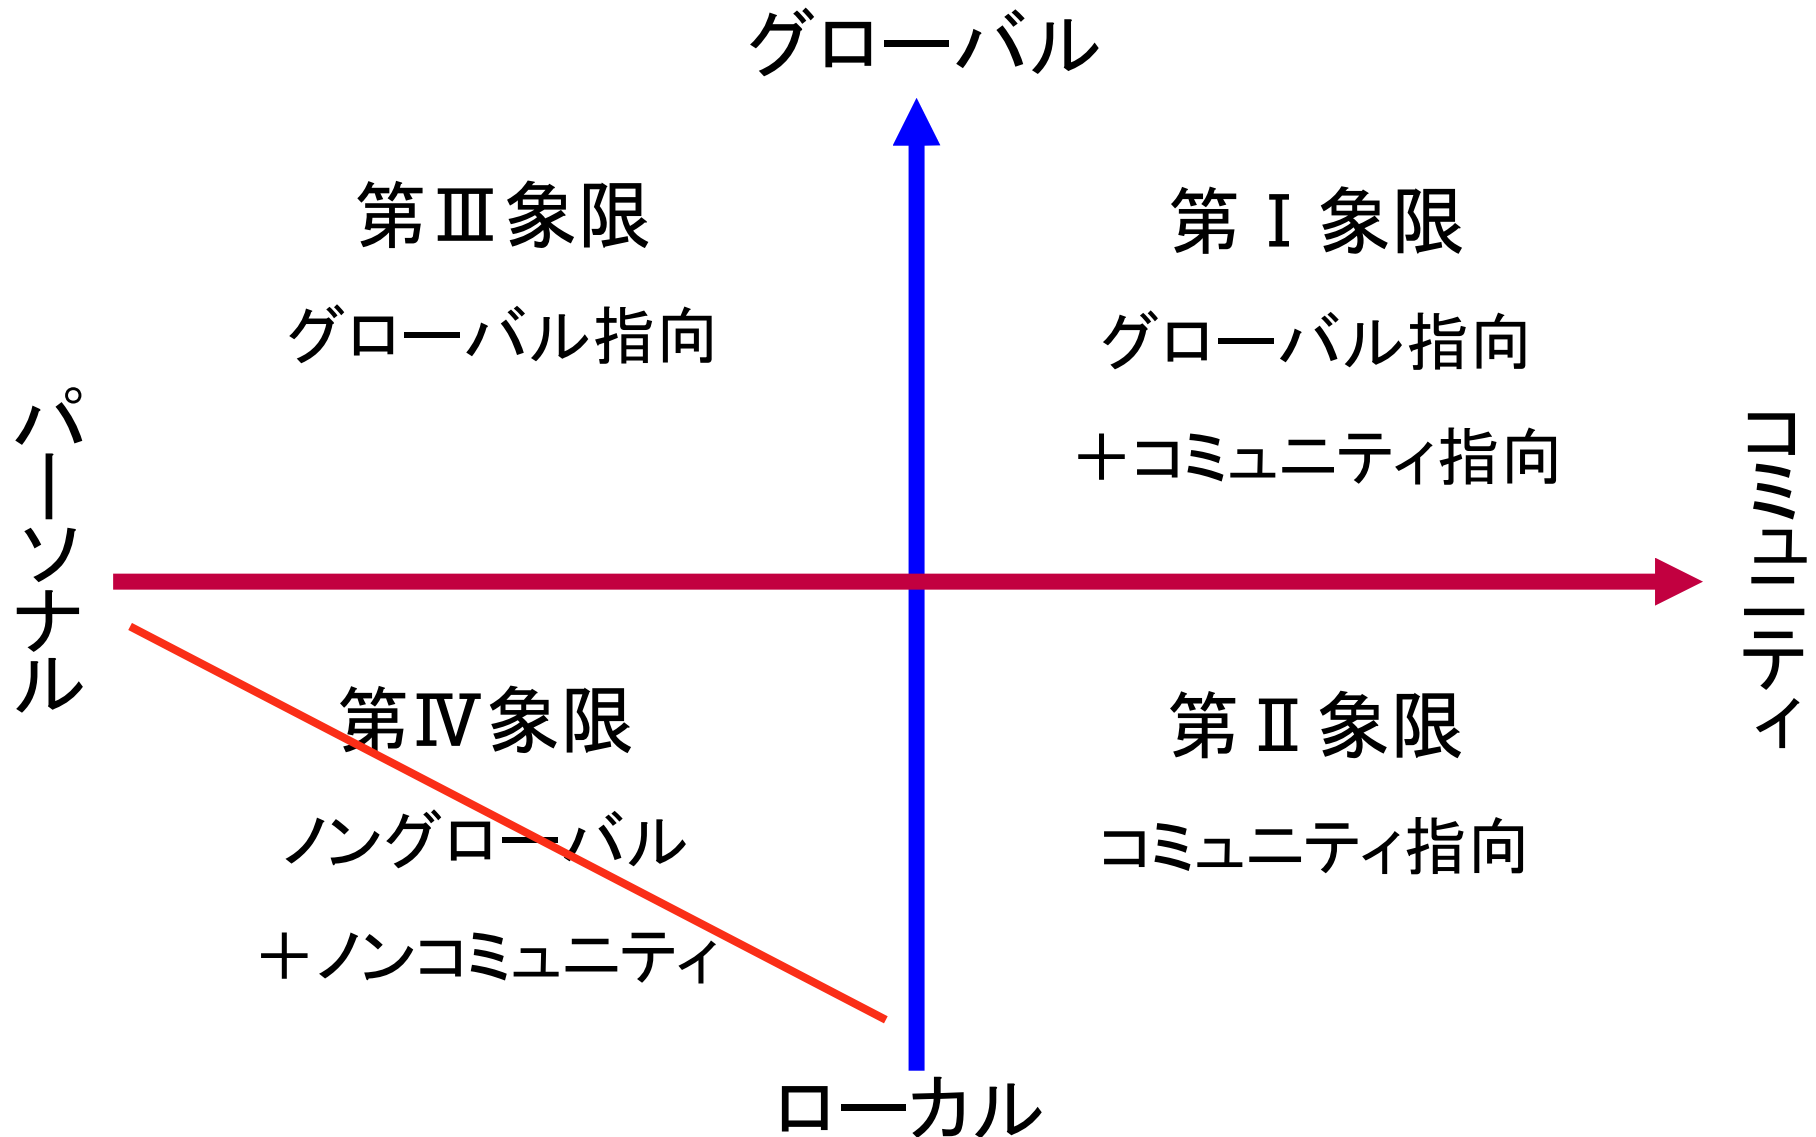 グローバル
第Ⅲ象限
グローバル指向
第Ⅰ象限
グローバル指向
＋コミュニティ指向
パーソナル
コミュニティ
第Ⅳ象限
ノングローバル
＋ノンコミュニティ
第Ⅱ象限
コミュニティ指向
ローカル